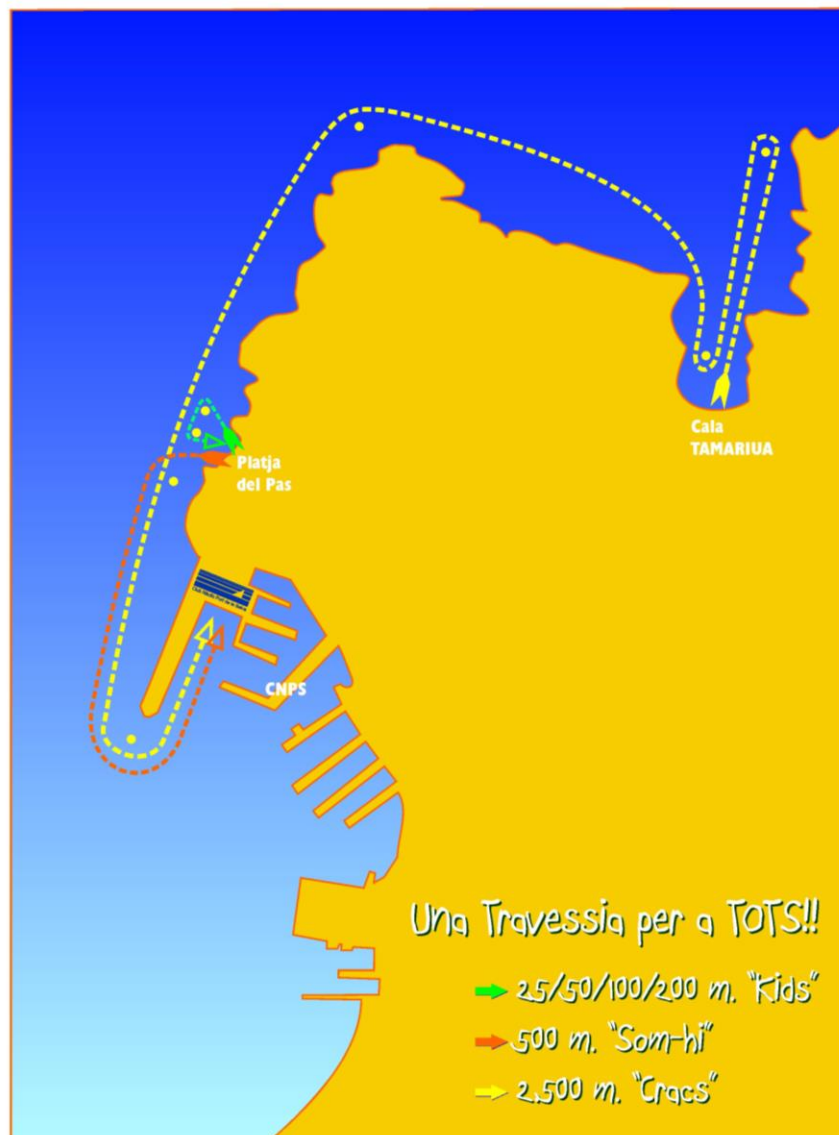 Cala
TAMARIUA
Platja
del Pas
CNPS
Una Travessia per a TOTS!!
25/50/100/200 m. "Kids"
500 m. "Som-hi"
2.500 m. "Cracs"